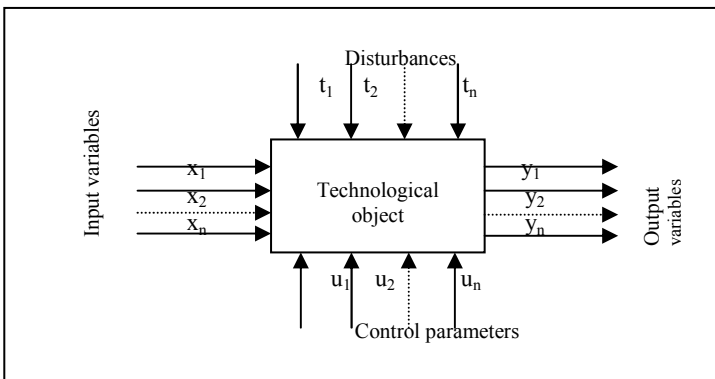 Disturbances
t1 t2 tn
Input variables
x1
x2
xn
Technological
object
y1
y2
yn
Output
variables
u1 u2 un
Control parameters